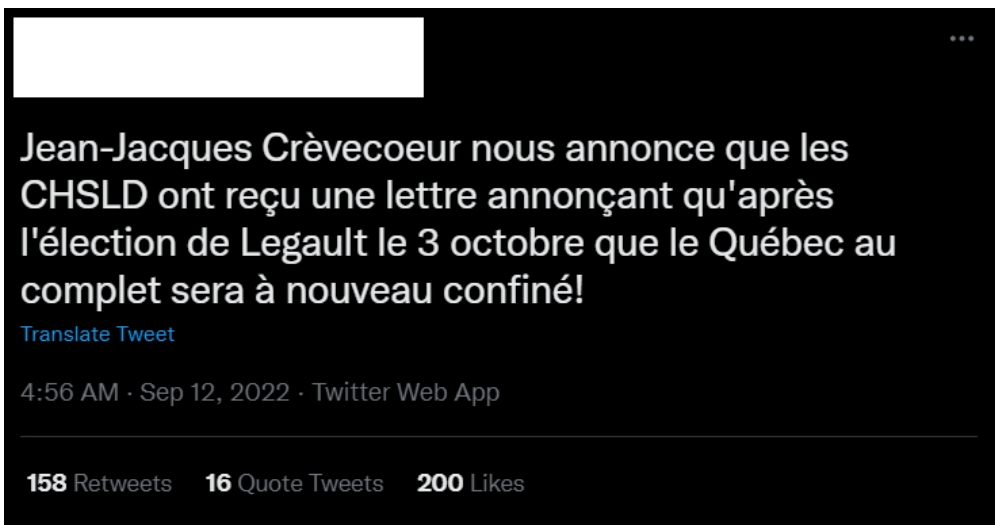 Jean-Jacques Crèvecoeur nous annonce que les
CHSLD ont reçu une lettre annonçant qu'après
l'élection de Legault le 3 octobre que le Québec au
complet sera à nouveau confiné!
Translate Tweet
4:56 AM · Sep 12, 2022 · Twitter Web App
158 Retweets 16 Quote Tweets 200 Likes